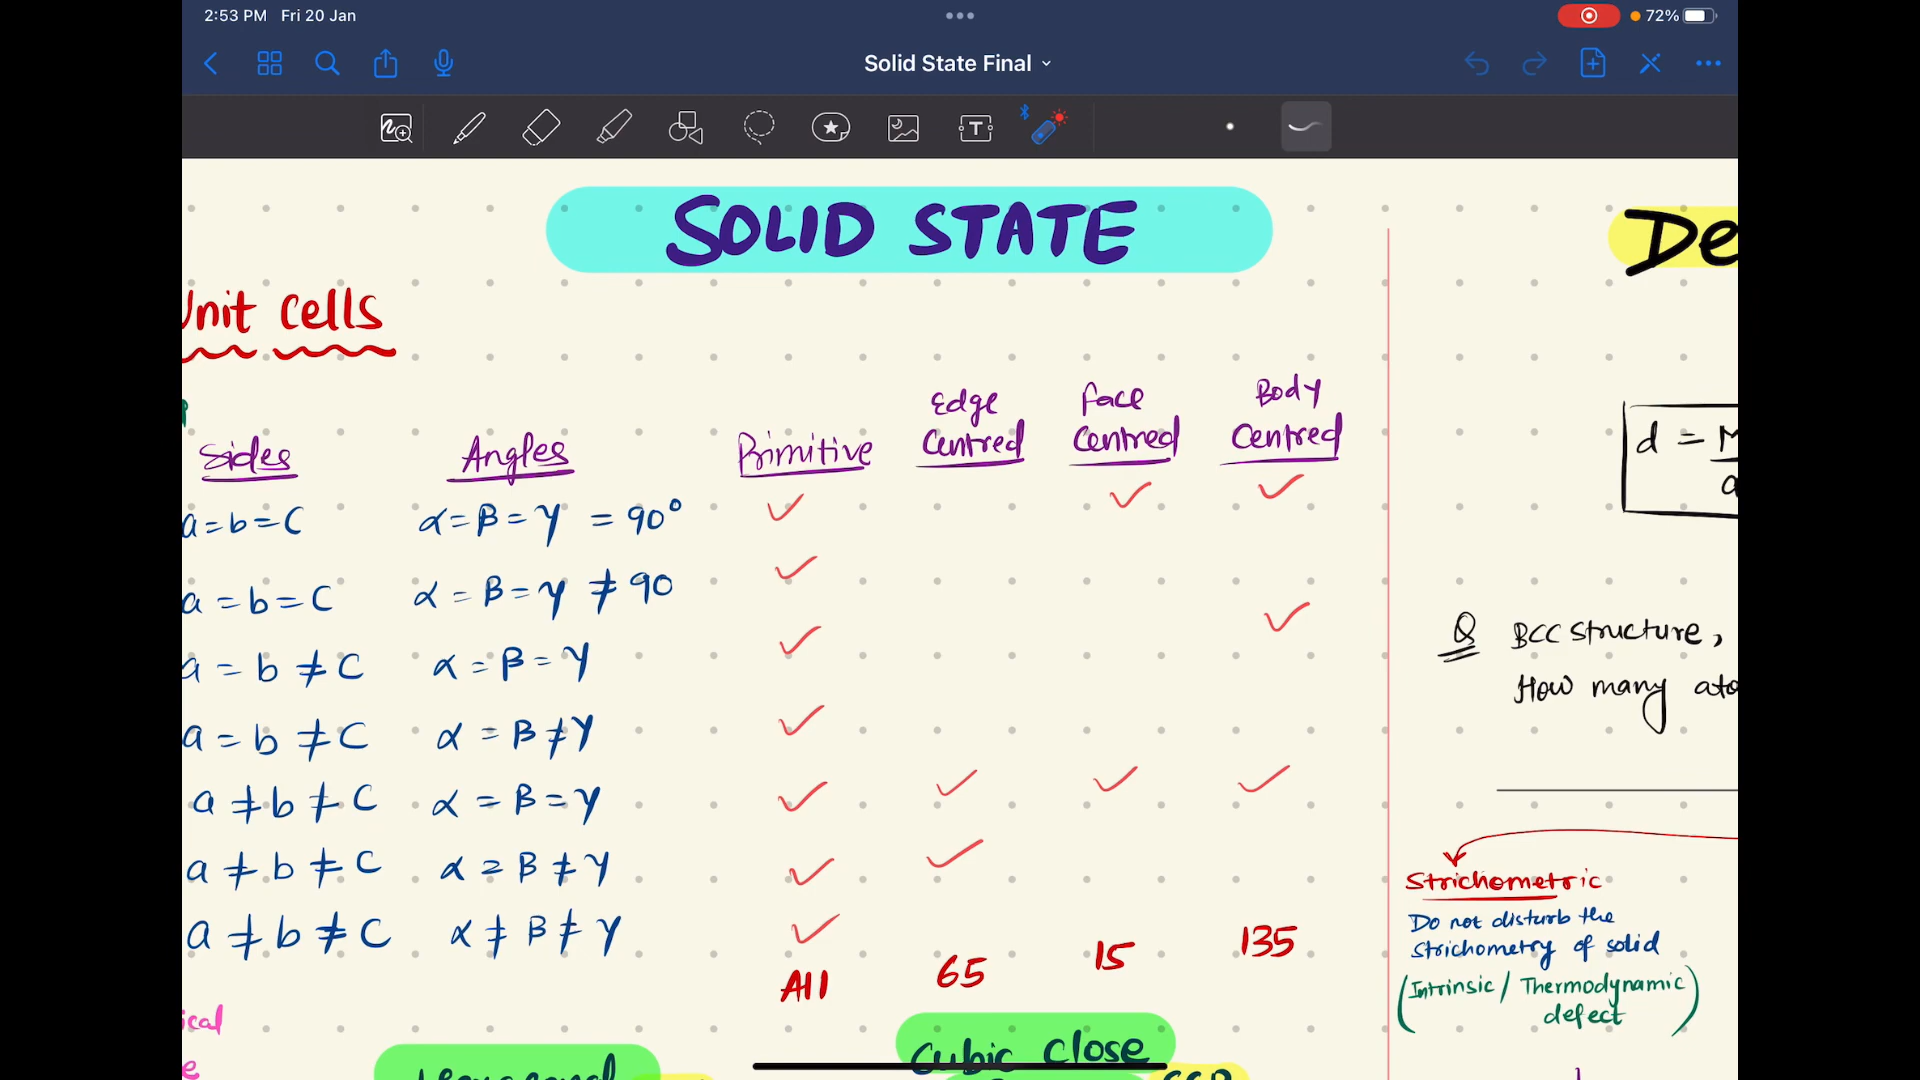 2:53 PM Fri 20 Jan
72%
Solid State Final
SOLID STATE
Unit Cells
Sides Angles Primitive Edge Centred Face Centred Body Centred
a=b=C α=β=γ = 90°
a=b=C α=β=γ ≠ 90
a=b≠C α=β=γ
a=b≠C α=β≠γ
a≠b≠C α=β=γ
a≠b≠C α=β≠γ
a≠b≠C α≠β≠γ
All 65 15 135
Cubic Close
CCP
d =
Q BCC structure,
How many
Strichometric
Do not disturb the
strichometry of solid
(Intrinsic/ Thermodynamic
defect)